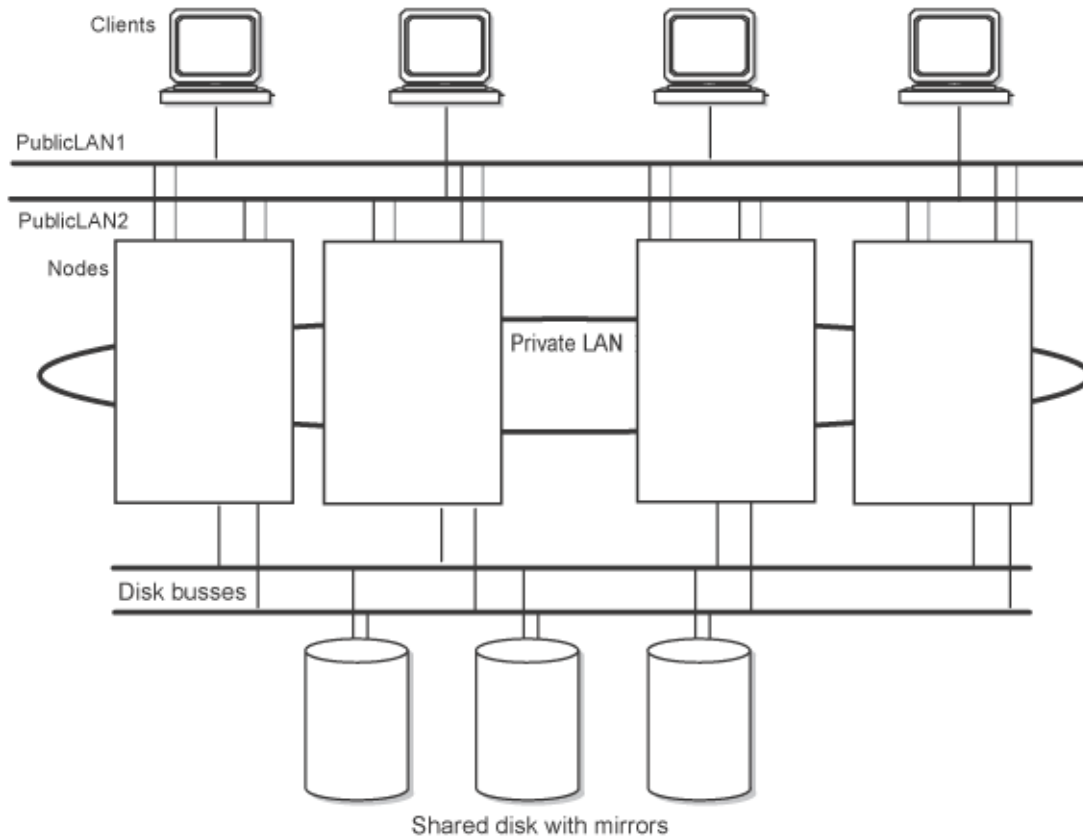 Clients
PublicLAN1
PublicLAN2
Nodes
Private LAN
Disk busses
Shared disk with mirrors